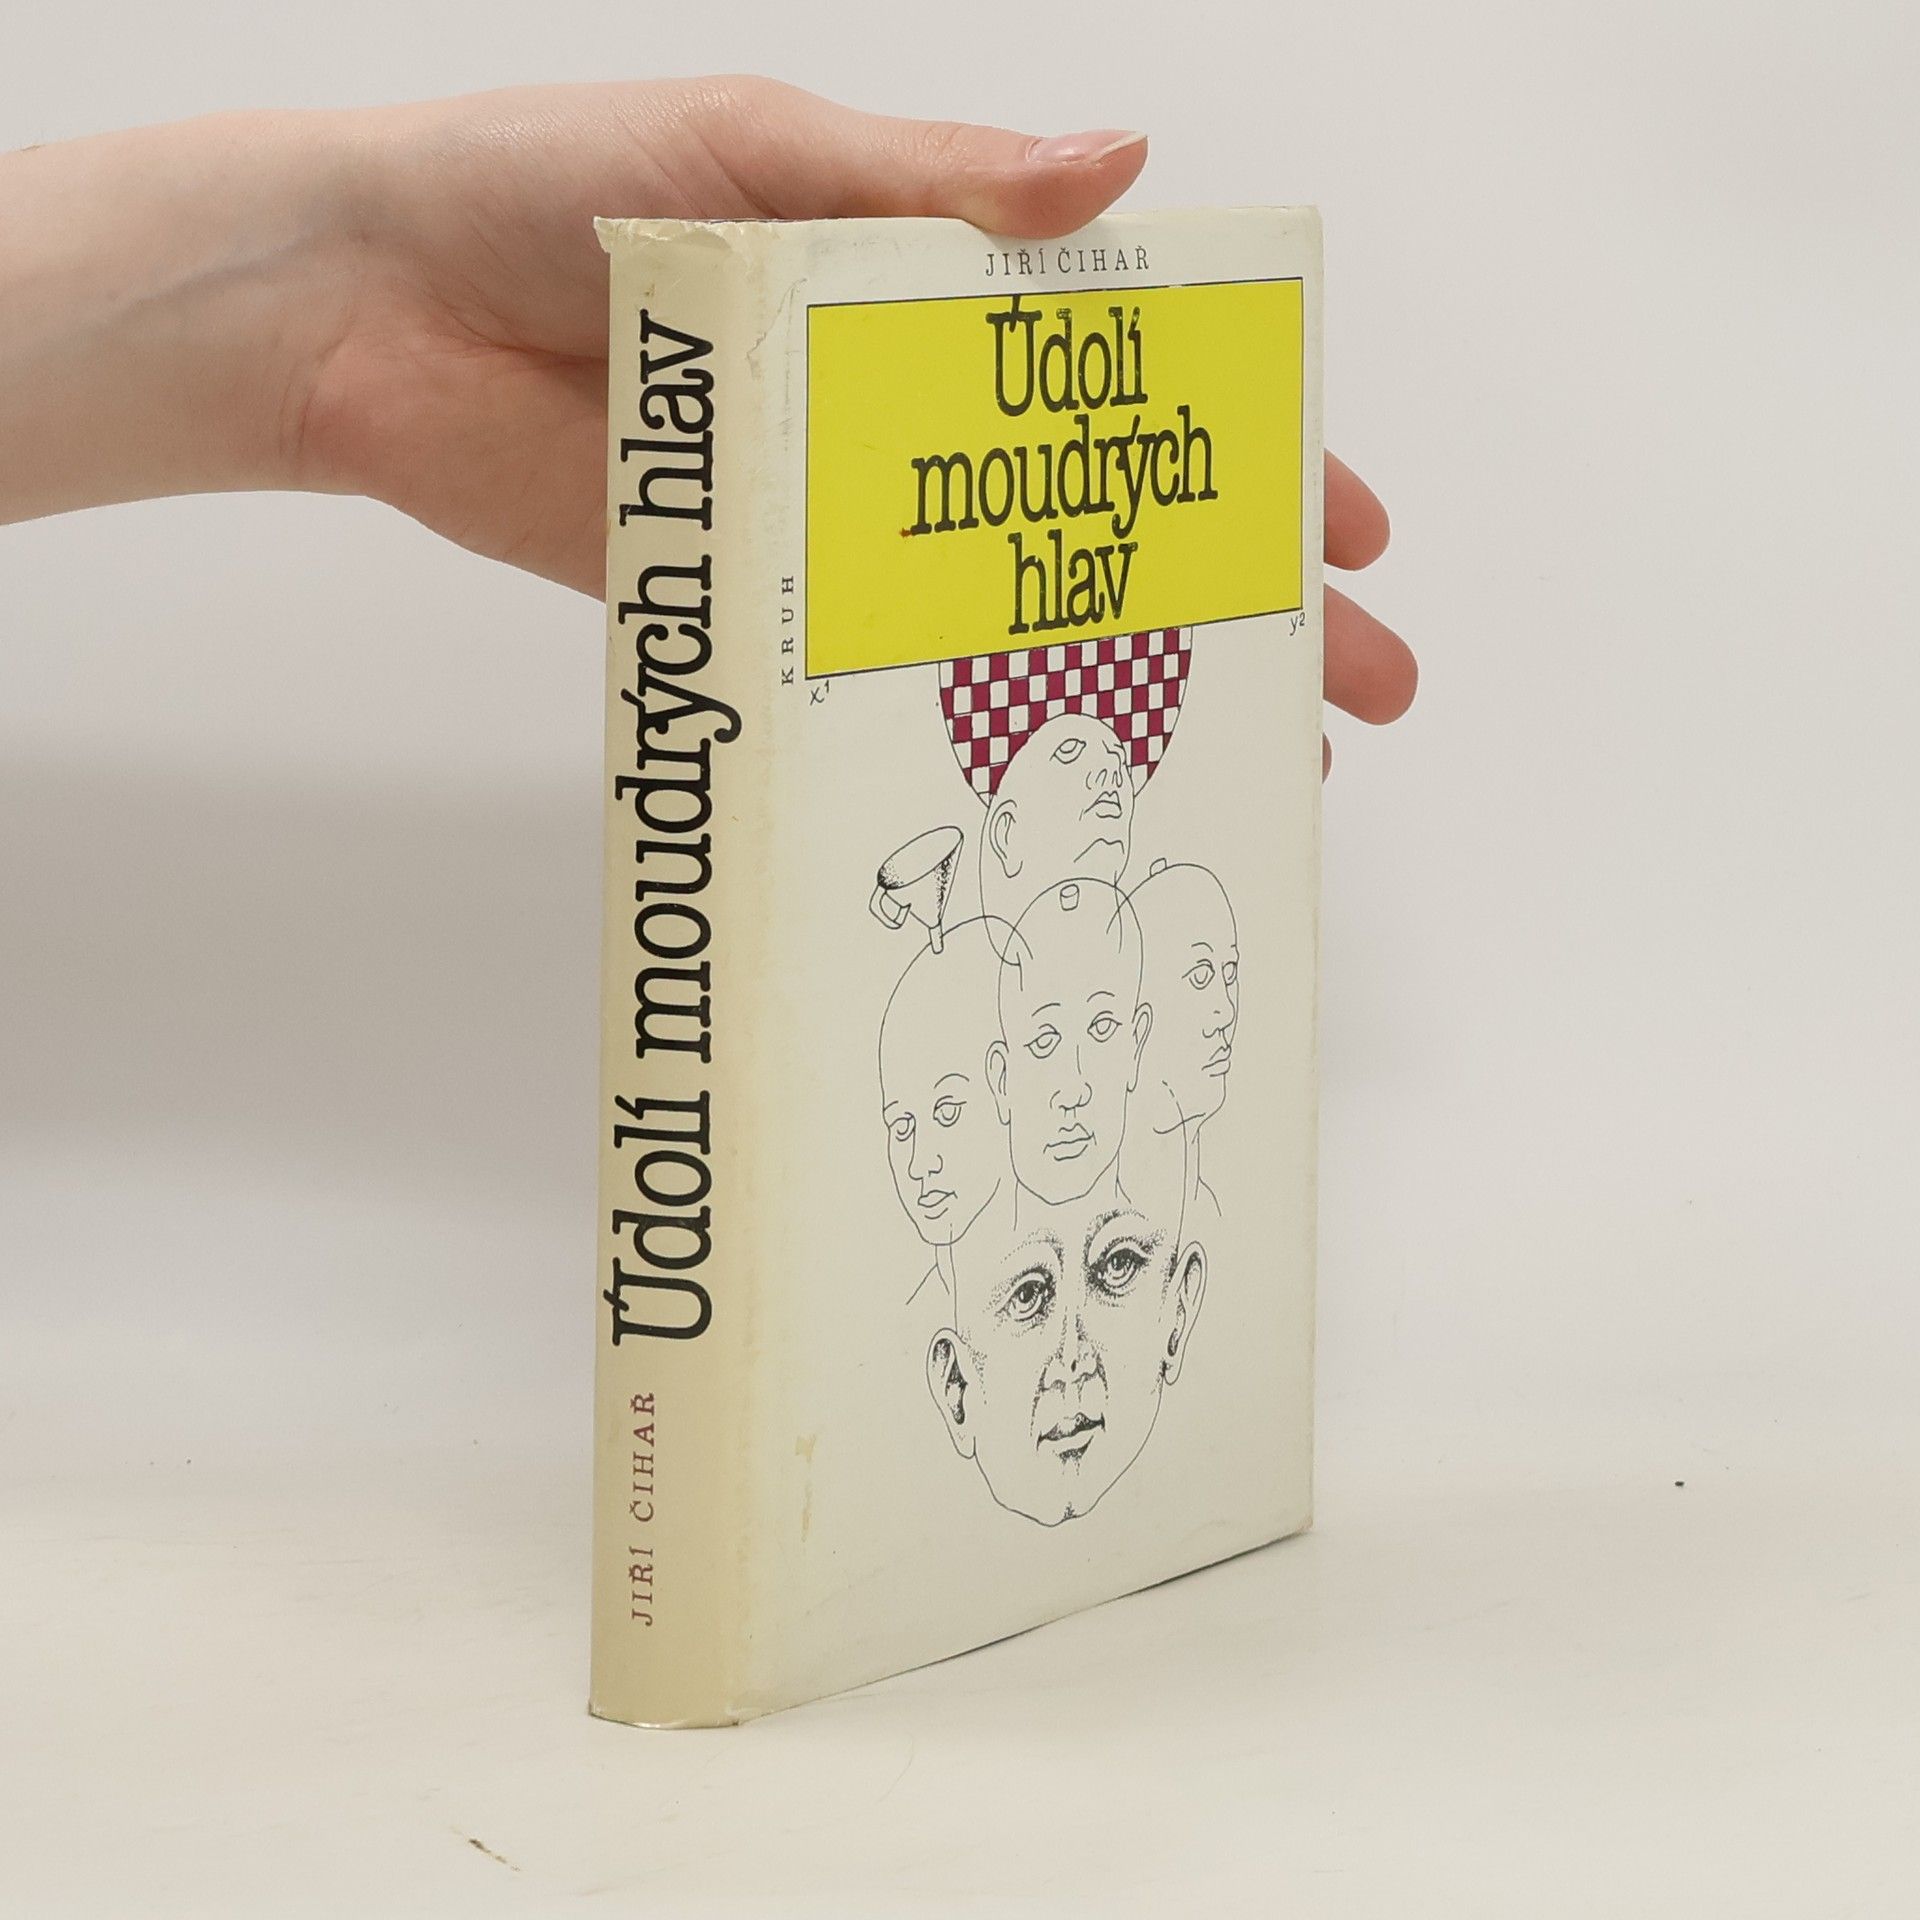 JIŘÍ ČIHAŘ
Údolí
moudrých
hlav
KRUH
x1
y2
Údolí moudrých hlav
JIŘÍ ČIHAŘ